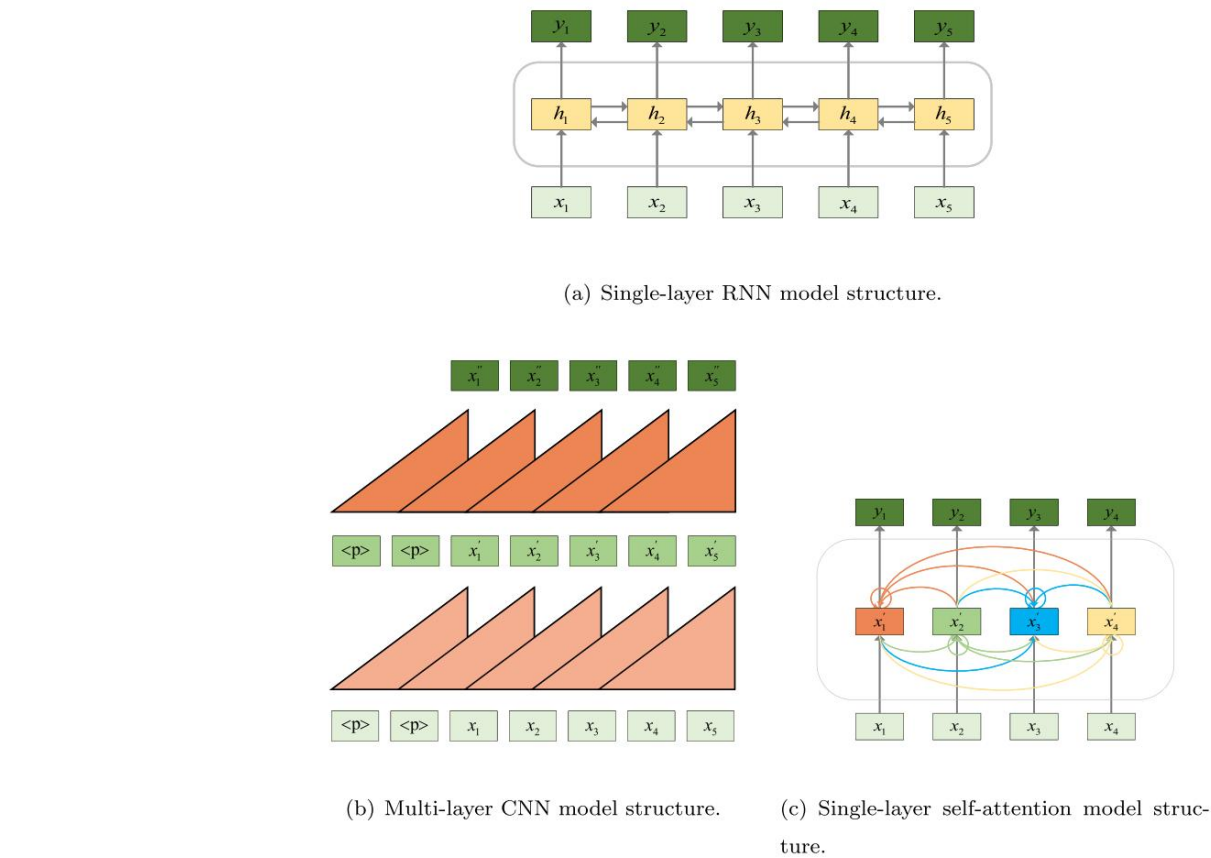 y₁ y₂ y₃ y₄ y₅
h₁ h₂ h₃ h₄ h₅
x₁ x₂ x₃ x₄ x₅
(a) Single-layer RNN model structure.
x₁'' x₂'' x₃'' x₄'' x₅''
<p> <p> x₁' x₂' x₃' x₄' x₅'
<p> <p> x₁ x₂ x₃ x₄ x₅
(b) Multi-layer CNN model structure.
y₁ y₂ y₃ y₄
x₁' x₂' x₃' x₄'
x₁ x₂ x₃ x₄
(c) Single-layer self-attention model struc-
ture.